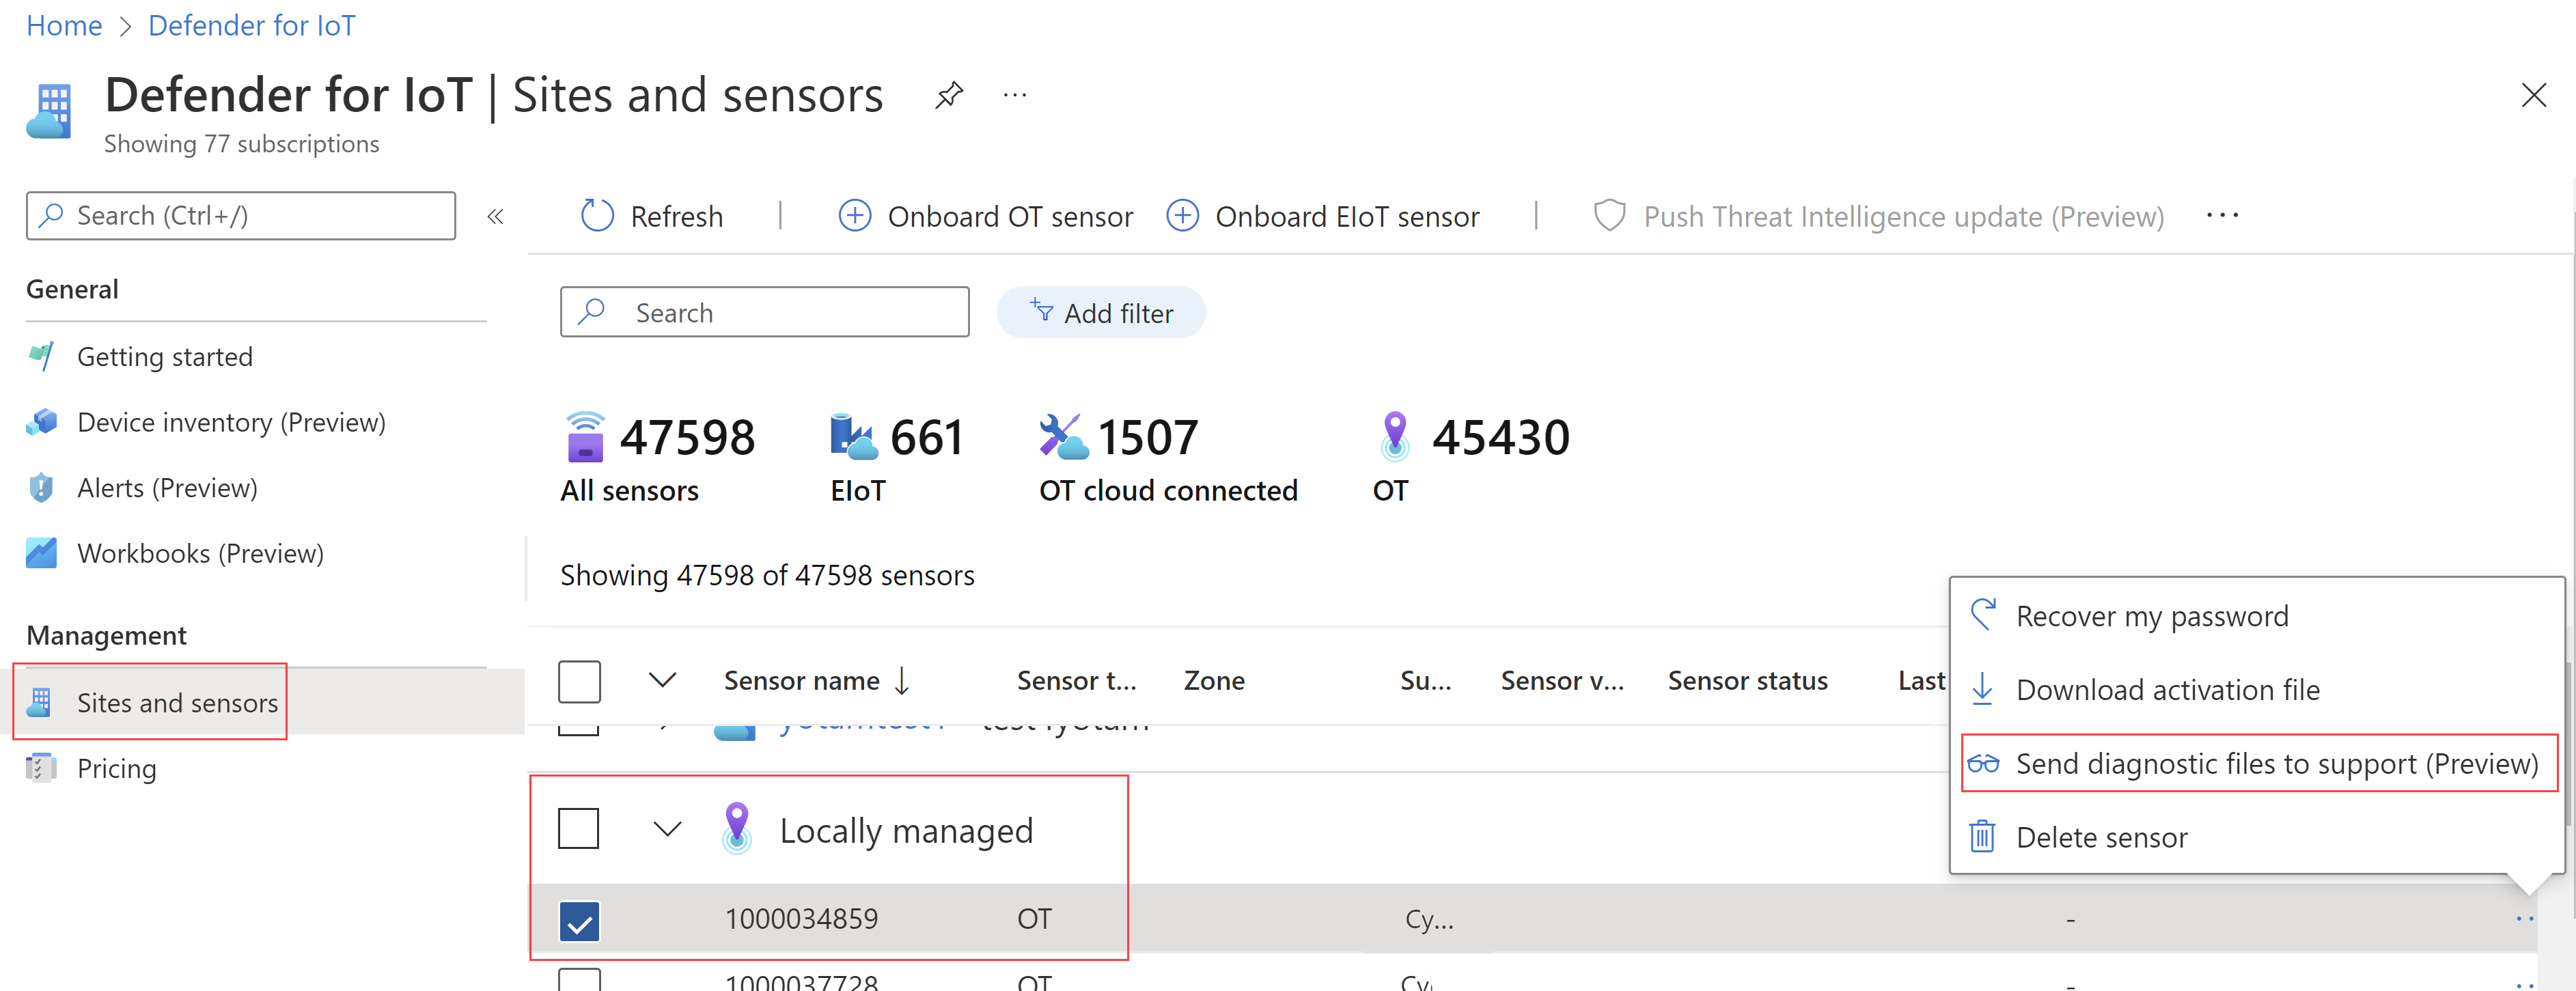 Home > Defender for IoT
Defender for IoT | Sites and sensors
Showing 77 subscriptions
Search (Ctrl+/)
General
Getting started
Device inventory (Preview)
Alerts (Preview)
Workbooks (Preview)
Management
Sites and sensors
Pricing
Refresh | Onboard OT sensor Onboard EIoT sensor | Push Threat Intelligence update (Preview) ...
Search Add filter
47598 661 1507 45430
All sensors EIoT OT cloud connected OT
Showing 47598 of 47598 sensors
Sensor name ↓ Sensor t... Zone Su... Sensor v... Sensor status Last
Locally managed
1000034859 OT Cy... -
1000037728 OT Cy -
Recover my password
Download activation file
Send diagnostic files to support (Preview)
Delete sensor